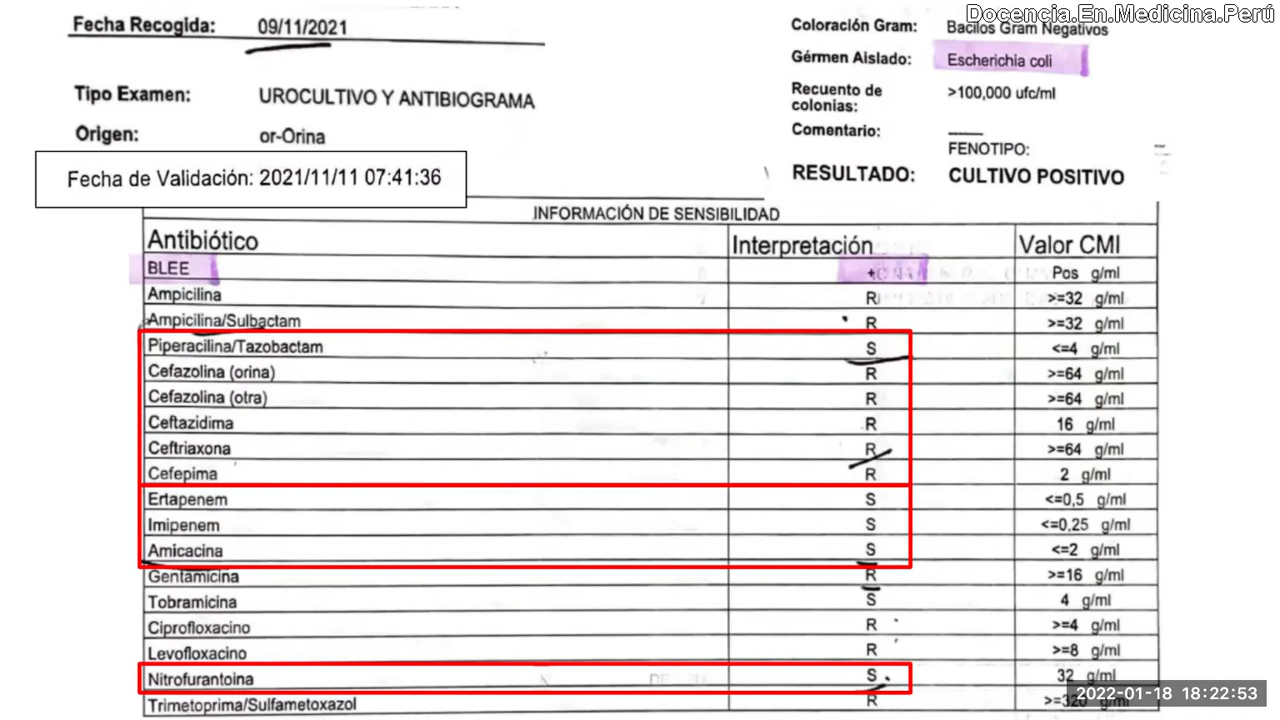 Docencia.En.Medicina.Perú
Fecha Recogida: 09/11/2021
Tipo Examen: UROCULTIVO Y ANTIBIOGRAMA
Origen: or-Orina
Fecha de Validación: 2021/11/11 07:41:36
Coloración Gram: Bacilos Gram Negativos
Gérmen Aislado: Escherichia coli
Recuento de colonias: >100,000 ufc/ml
Comentario:
FENOTIPO:
RESULTADO: CULTIVO POSITIVO
INFORMACIÓN DE SENSIBILIDAD
Antibiótico Interpretación Valor CMI
BLEE + Pos g/ml
Ampicilina R >=32 g/ml
Ampicilina/Sulbactam R >=32 g/ml
Piperacilina/Tazobactam S <=4 g/ml
Cefazolina (orina) R >=64 g/ml
Cefazolina (otra) R >=64 g/ml
Ceftazidima R 16 g/ml
Ceftriaxona R >=64 g/ml
Cefepima R 2 g/ml
Ertapenem S <=0,5 g/ml
Imipenem S <=0,25 g/ml
Amicacina S <=2 g/ml
Gentamicina R >=16 g/ml
Tobramicina S 4 g/ml
Ciprofloxacino R >=4 g/ml
Levofloxacino R >=8 g/ml
Nitrofurantoina S 32 g/ml
Trimetoprima/Sulfametoxazol R >=320 g/ml
2022-01-18 18:22:53